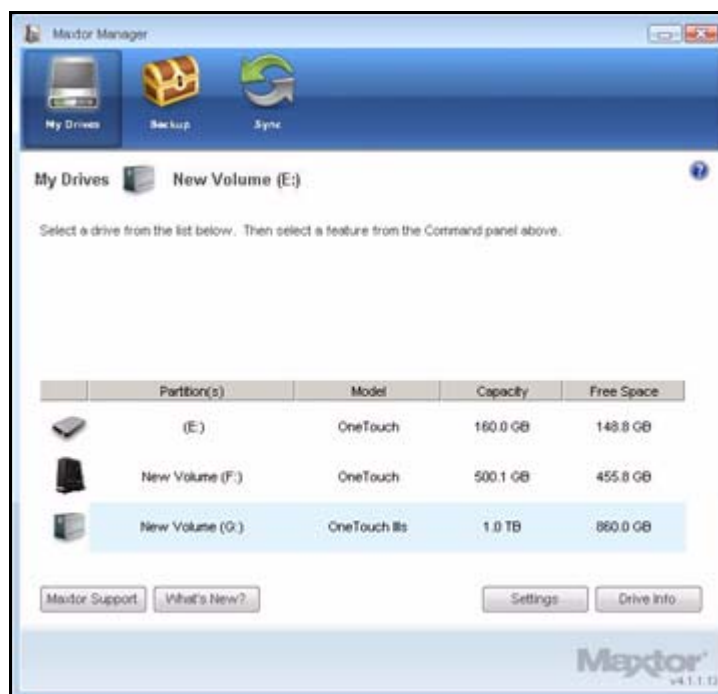 Maxtor Manager
My Drives Backup Sync
My Drives New Volume (E:)
Select a drive from the list below. Then select a feature from the Command panel above.
Partition(s) Model Capacity Free Space
(E:) OneTouch 160.0 GB 148.8 GB
New Volume (F:) OneTouch 500.1 GB 455.8 GB
New Volume (G:) OneTouch IIIs 1.0 TB 860.0 GB
Maxtor Support What's New? Settings Drive Info
Maxtor